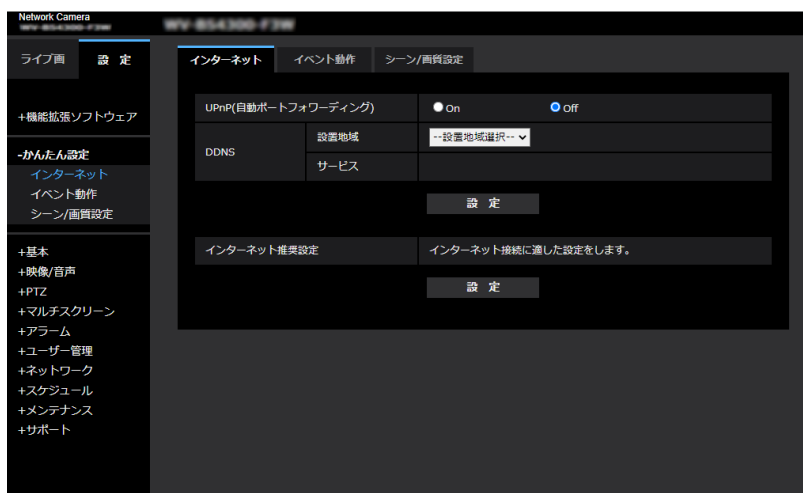 Network Camera
ライブ画
設 定
+機能拡張ソフトウェア
-かんたん設定
インターネット
イベント動作
シーン/画質設定
+基本
+映像/音声
+PTZ
+マルチスクリーン
+アラーム
+ユーザー管理
+ネットワーク
+スケジュール
+メンテナンス
+サポート
インターネット
イベント動作
シーン/画質設定
UPnP(自動ポートフォワーディング)
On
Off
DDNS
設置地域
--設置地域選択--
サービス
設 定
インターネット推奨設定
インターネット接続に適した設定をします。
設 定